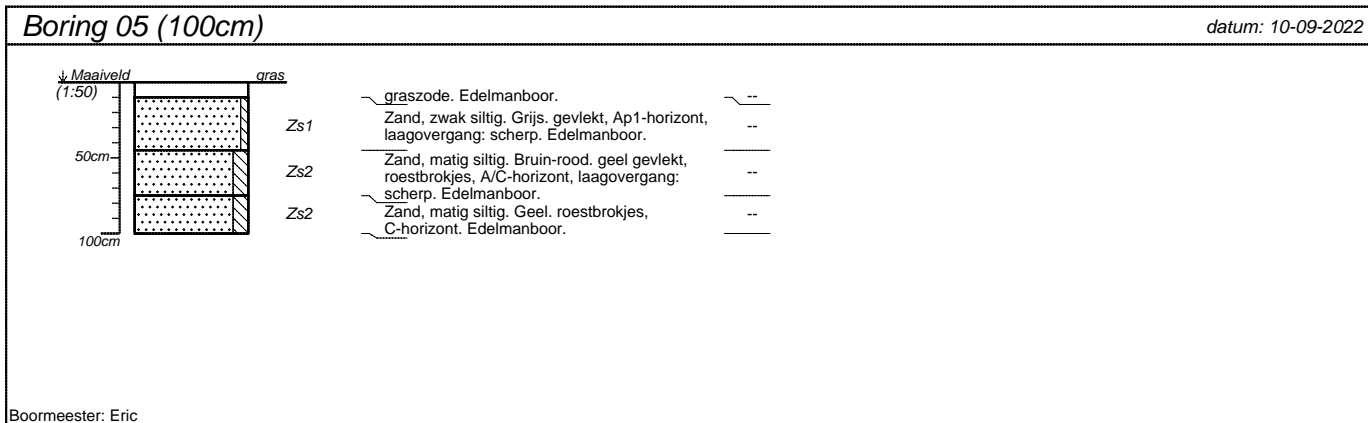 Boring 05 (100cm)
datum: 10-09-2022
Maaiveld
gras
(1:50)
graszode. Edelmanboor.
--
Zs1
Zand, zwak siltig. Grijs. gevlekt, Ap1-horizont,
laagovergang: scherp. Edelmanboor.
--
50cm
Zs2
Zand, matig siltig. Bruin-rood. geel gevlekt,
roestbrokjes, A/C-horizont, laagovergang:
scherp. Edelmanboor.
--
Zs2
Zand, matig siltig. Geel. roestbrokjes,
C-horizont. Edelmanboor.
--
100cm
Boormeester: Eric